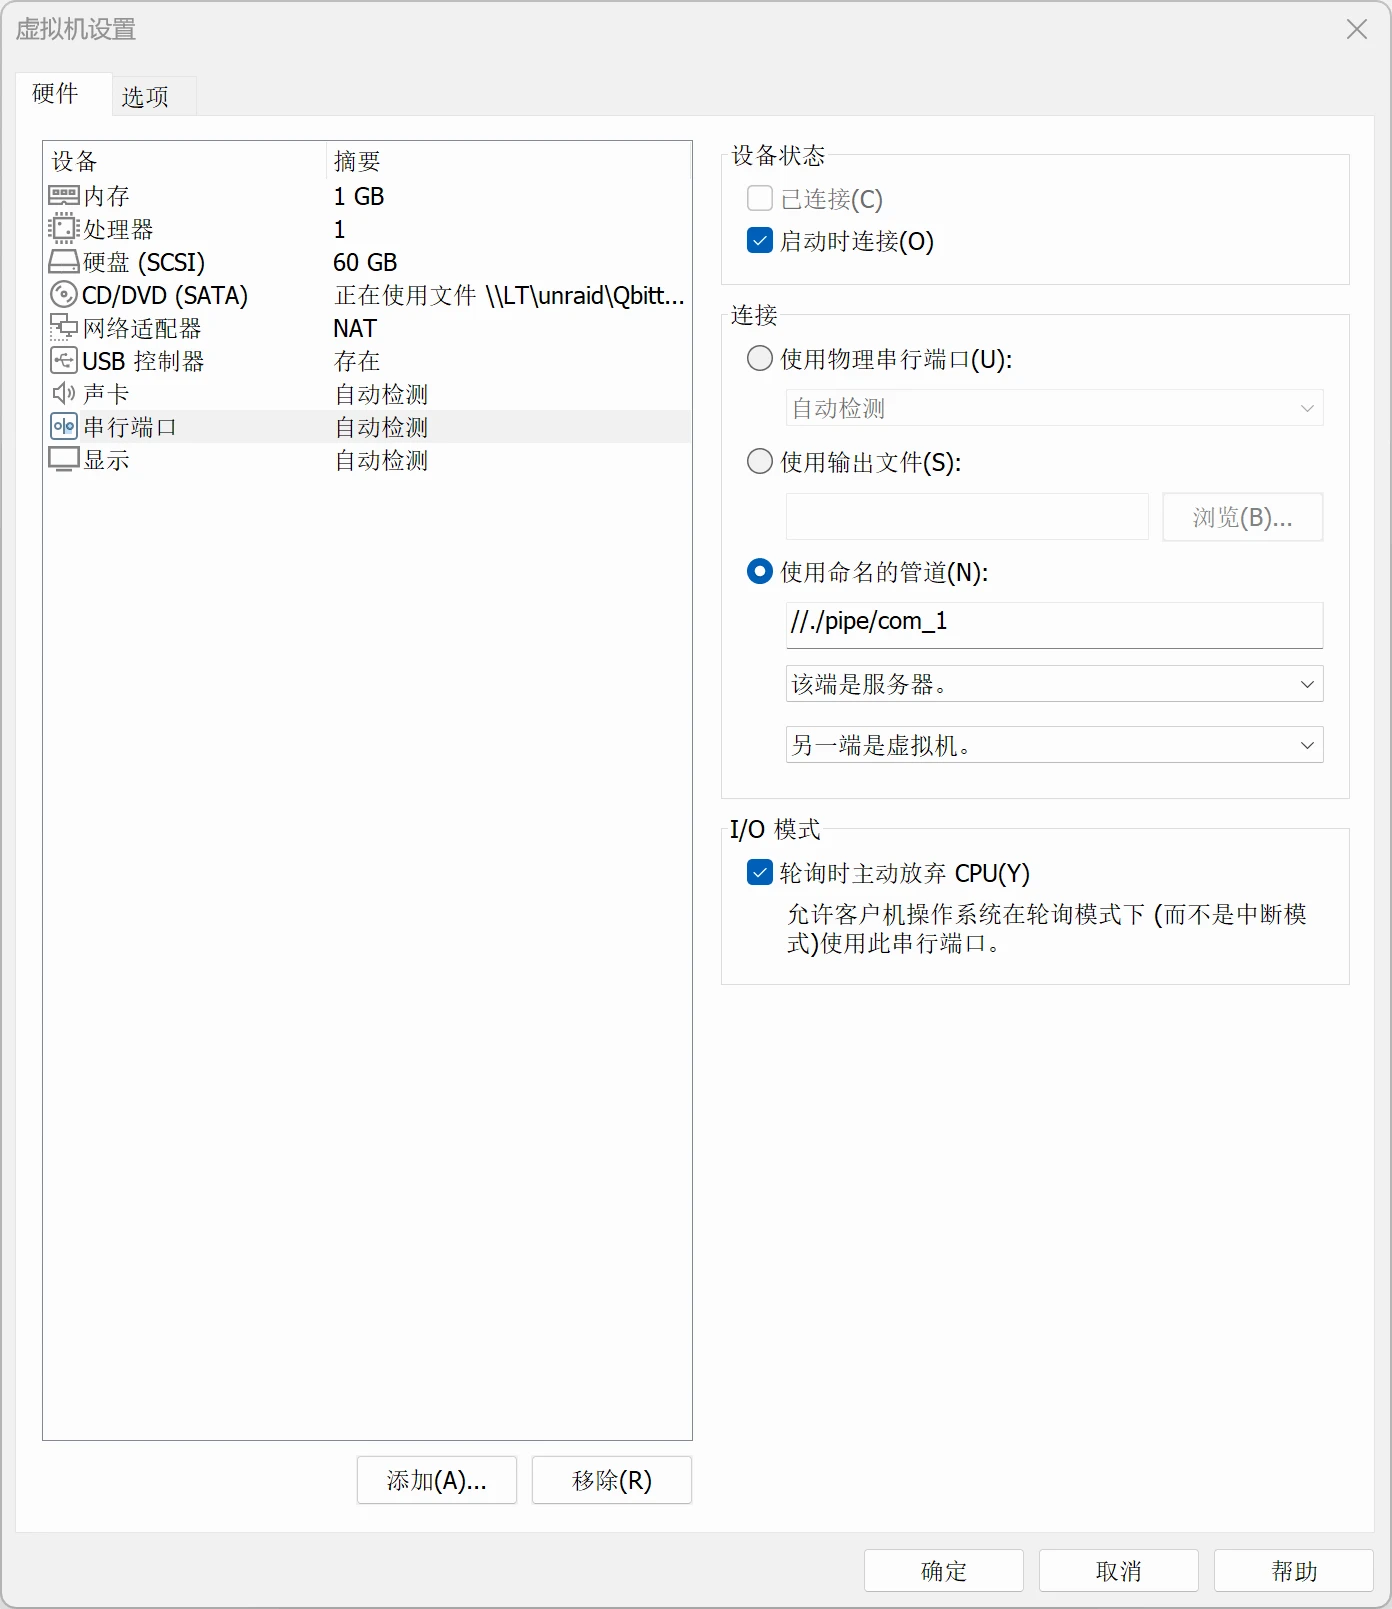 虚拟机设置
硬件
选项
设备 摘要
内存 1 GB
处理器 1
硬盘 (SCSI) 60 GB
CD/DVD (SATA) 正在使用文件 \\LT\unraid\Qbitt...
网络适配器 NAT
USB 控制器 存在
声卡 自动检测
串行端口 自动检测
显示 自动检测
添加(A)...
移除(R)
设备状态
已连接(C)
启动时连接(O)
连接
使用物理串行端口(U):
自动检测
使用输出文件(S):
浏览(B)...
使用命名的管道(N):
//./pipe/com_1
该端是服务器。
另一端是虚拟机。
I/O 模式
轮询时主动放弃 CPU(Y)
允许客户机操作系统在轮询模式下 (而不是中断模
式)使用此串行端口。
确定
取消
帮助